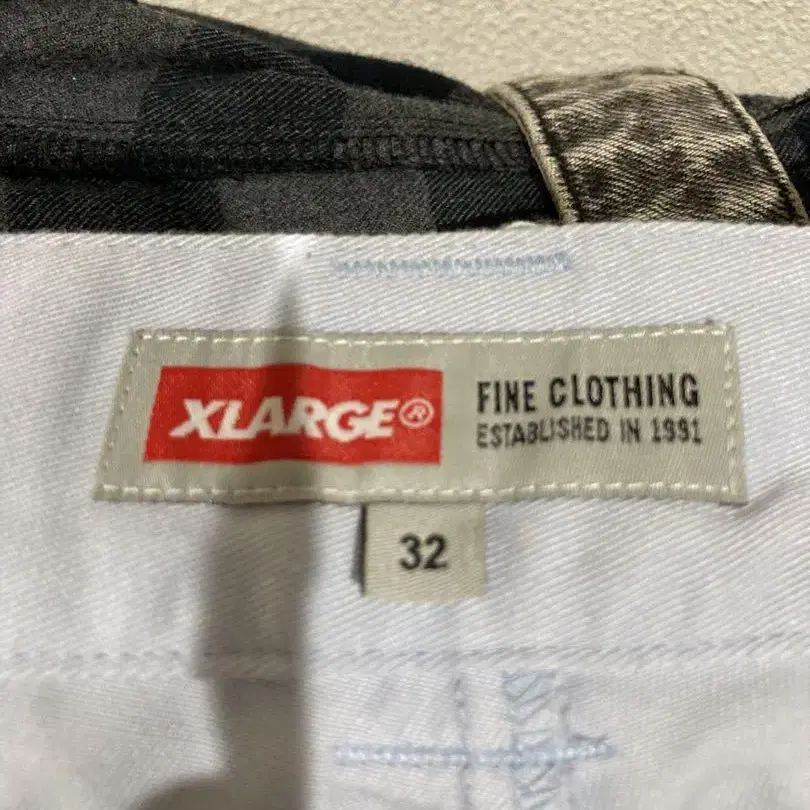 XLARGE®
FINE CLOTHING
ESTABLISHED IN 1991
32